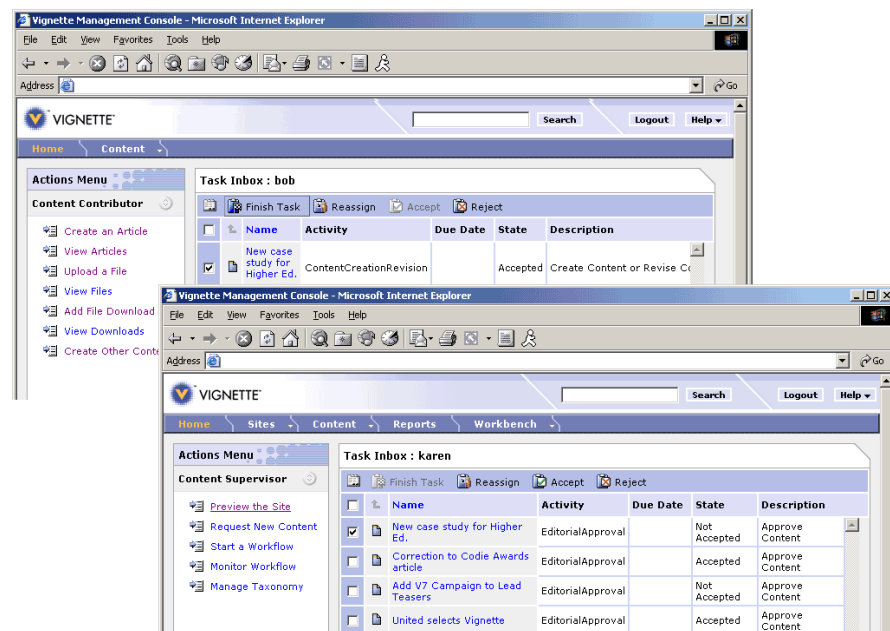 Vignette Management Console - Microsoft Internet Explorer
File Edit View Favorites Tools Help
Address Go
VIGNETTE Search Logout Help
Home Content
Actions Menu Task Inbox : bob
Content Contributor Finish Task Reassign Accept Reject
Create an Article Name Activity Due Date State Description
View Articles
Upload a File
View Files
Add File Download
View Downloads
Create Other Conte
New case
study for
Higher Ed.
ContentCreationRevision Accepted Create Content or Revise Co
Vignette Management Console - Microsoft Internet Explorer
File Edit View Favorites Tools Help
Address Go
VIGNETTE Search Logout Help
Home Sites Content Reports Workbench
Actions Menu Task Inbox : karen
Content Supervisor Finish Task Reassign Accept Reject
Preview the Site
Request New Content
Start a Workflow
Monitor Workflow
Manage Taxonomy
Name Activity Due Date State Description
New case study for Higher
Ed.
EditorialApproval
Not
Accepted
Approve
Content
Correction to Codie Awards
article
EditorialApproval
Accepted
Approve
Content
Add V7 Campaign to Lead
Teasers
EditorialApproval
Not
Accepted
Approve
Content
United selects Vignette
EditorialApproval
Accepted
Approve
Content